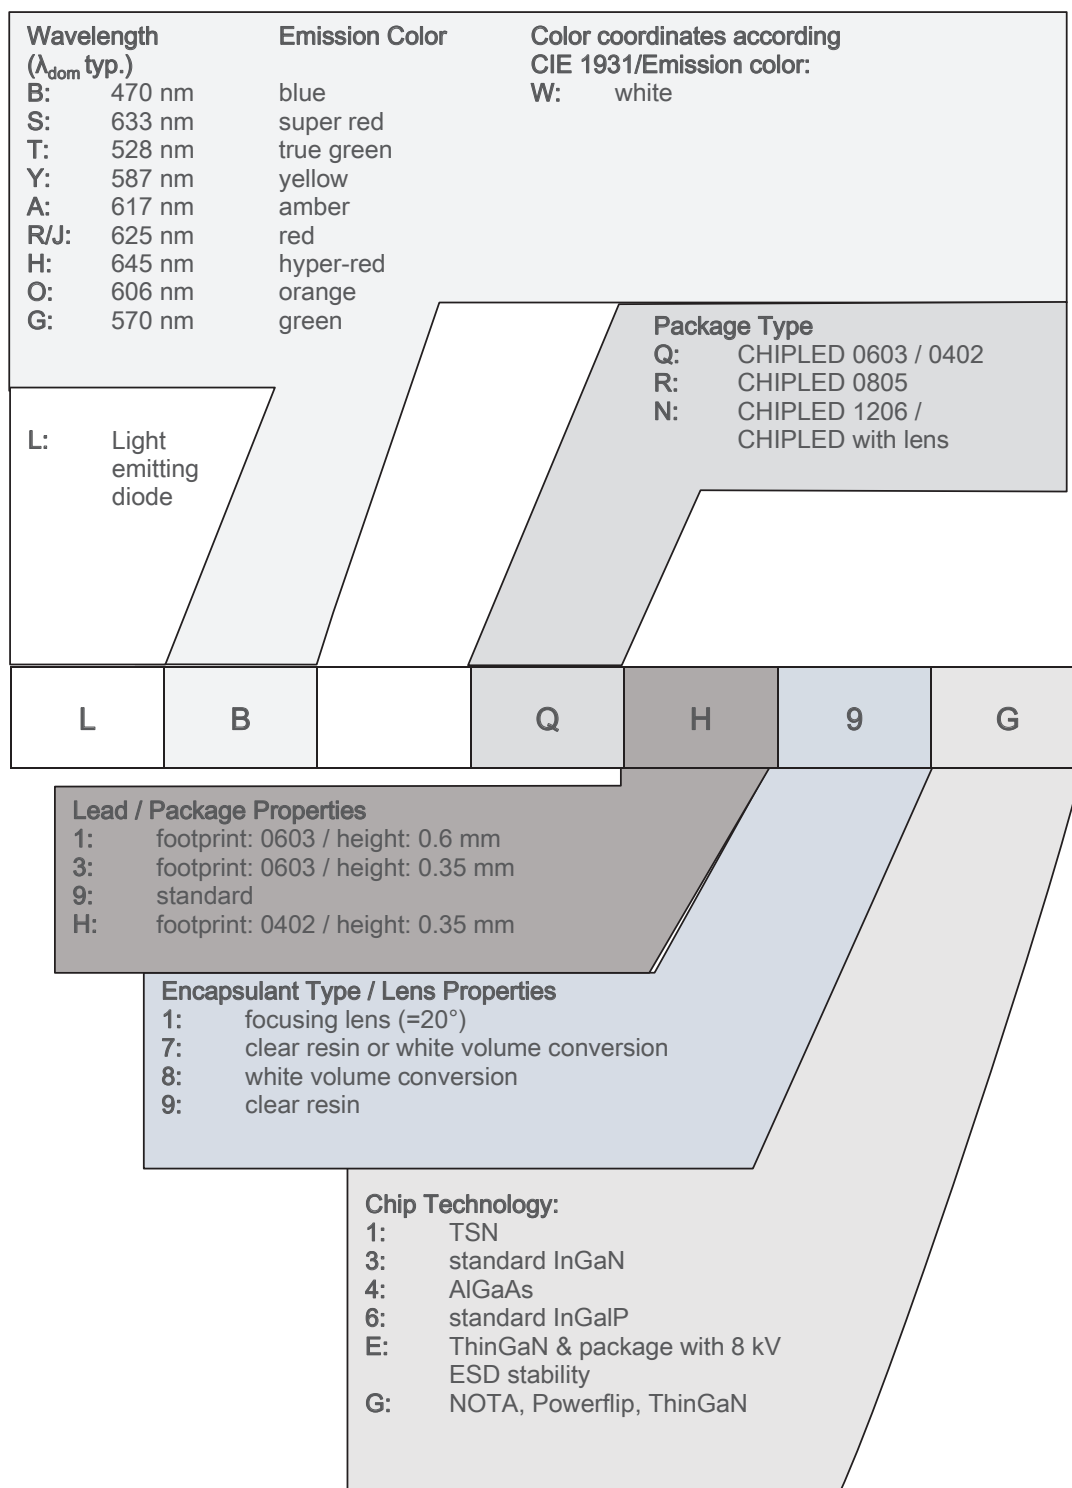 Wavelength Emission Color Color coordinates according
(λdom typ.) CIE 1931/Emission color:
B: 470 nm blue W: white
S: 633 nm super red
T: 528 nm true green
Y: 587 nm yellow
A: 617 nm amber
R/J: 625 nm red
H: 645 nm hyper-red
O: 606 nm orange
G: 570 nm green
Package Type
Q: CHIPLED 0603 / 0402
R: CHIPLED 0805
N: CHIPLED 1206 /
CHIPLED with lens
L: Light
emitting
diode
L B Q H 9 G
Lead / Package Properties
1: footprint: 0603 / height: 0.6 mm
3: footprint: 0603 / height: 0.35 mm
9: standard
H: footprint: 0402 / height: 0.35 mm
Encapsulant Type / Lens Properties
1: focusing lens (=20°)
7: clear resin or white volume conversion
8: white volume conversion
9: clear resin
Chip Technology:
1: TSN
3: standard InGaN
4: AlGaAs
6: standard InGalP
E: ThinGaN & package with 8 kV
ESD stability
G: NOTA, Powerflip, ThinGaN